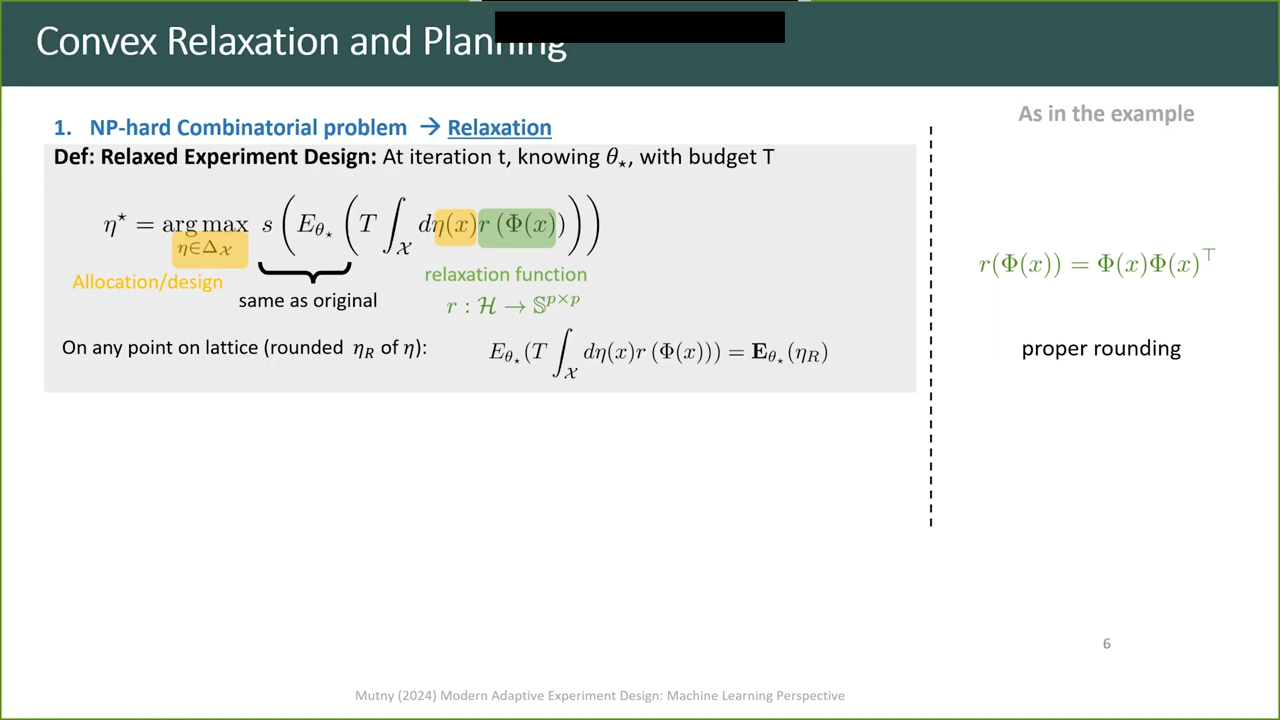 Convex Relaxation and Planning
1. NP-hard Combinatorial problem → Relaxation
Def: Relaxed Experiment Design: At iteration t, knowing θ⋆, with budget T
η⋆ = arg max η∈Δ𝒳 s(E_θ⋆(T ∫_𝒳 dη(x)r (Φ(x))))
Allocation/design
same as original
relaxation function
r : ℋ → 𝕊^{p×p}
On any point on lattice (rounded η_R of η): E_θ⋆(T ∫_𝒳 dη(x)r (Φ(x))) = 𝐄_θ⋆(η_R)
As in the example
r(Φ(x)) = Φ(x)Φ(x)^⊤
proper rounding
6
Mutny (2024) Modern Adaptive Experiment Design: Machine Learning Perspective